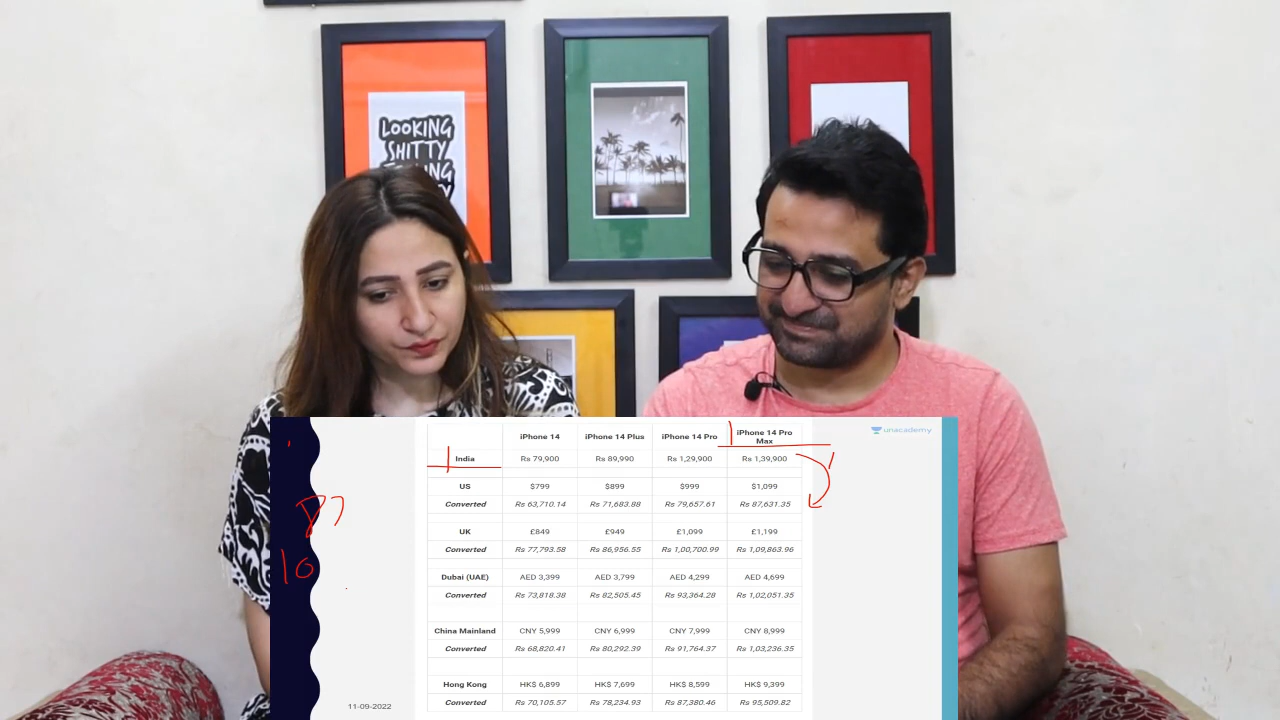 LOOKING
SHITTY
unacademy
iPhone 14 iPhone 14 Plus iPhone 14 Pro iPhone 14 Pro Max
India Rs 79,900 Rs 89,990 Rs 1,29,900 Rs 1,39,900
US $799 $899 $999 $1,099
Converted Rs 63,710.14 Rs 71,683.88 Rs 79,657.61 Rs 87,631.35
UK £849 £949 £1,099 £1,199
Converted Rs 77,793.58 Rs 86,956.55 Rs 1,00,700.99 Rs 1,09,863.96
Dubai (UAE) AED 3,399 AED 3,799 AED 4,299 AED 4,699
Converted Rs 73,818.38 Rs 82,505.45 Rs 93,364.28 Rs 1,02,051.35
China Mainland CNY 5,999 CNY 6,999 CNY 7,999 CNY 8,999
Converted Rs 68,820.41 Rs 80,292.39 Rs 91,764.37 Rs 1,03,236.35
Hong Kong HK$ 6,899 HK$ 7,699 HK$ 8,599 HK$ 9,399
Converted Rs 70,105.57 Rs 78,234.93 Rs 87,380.46 Rs 95,509.82
87
10
11-09-2022